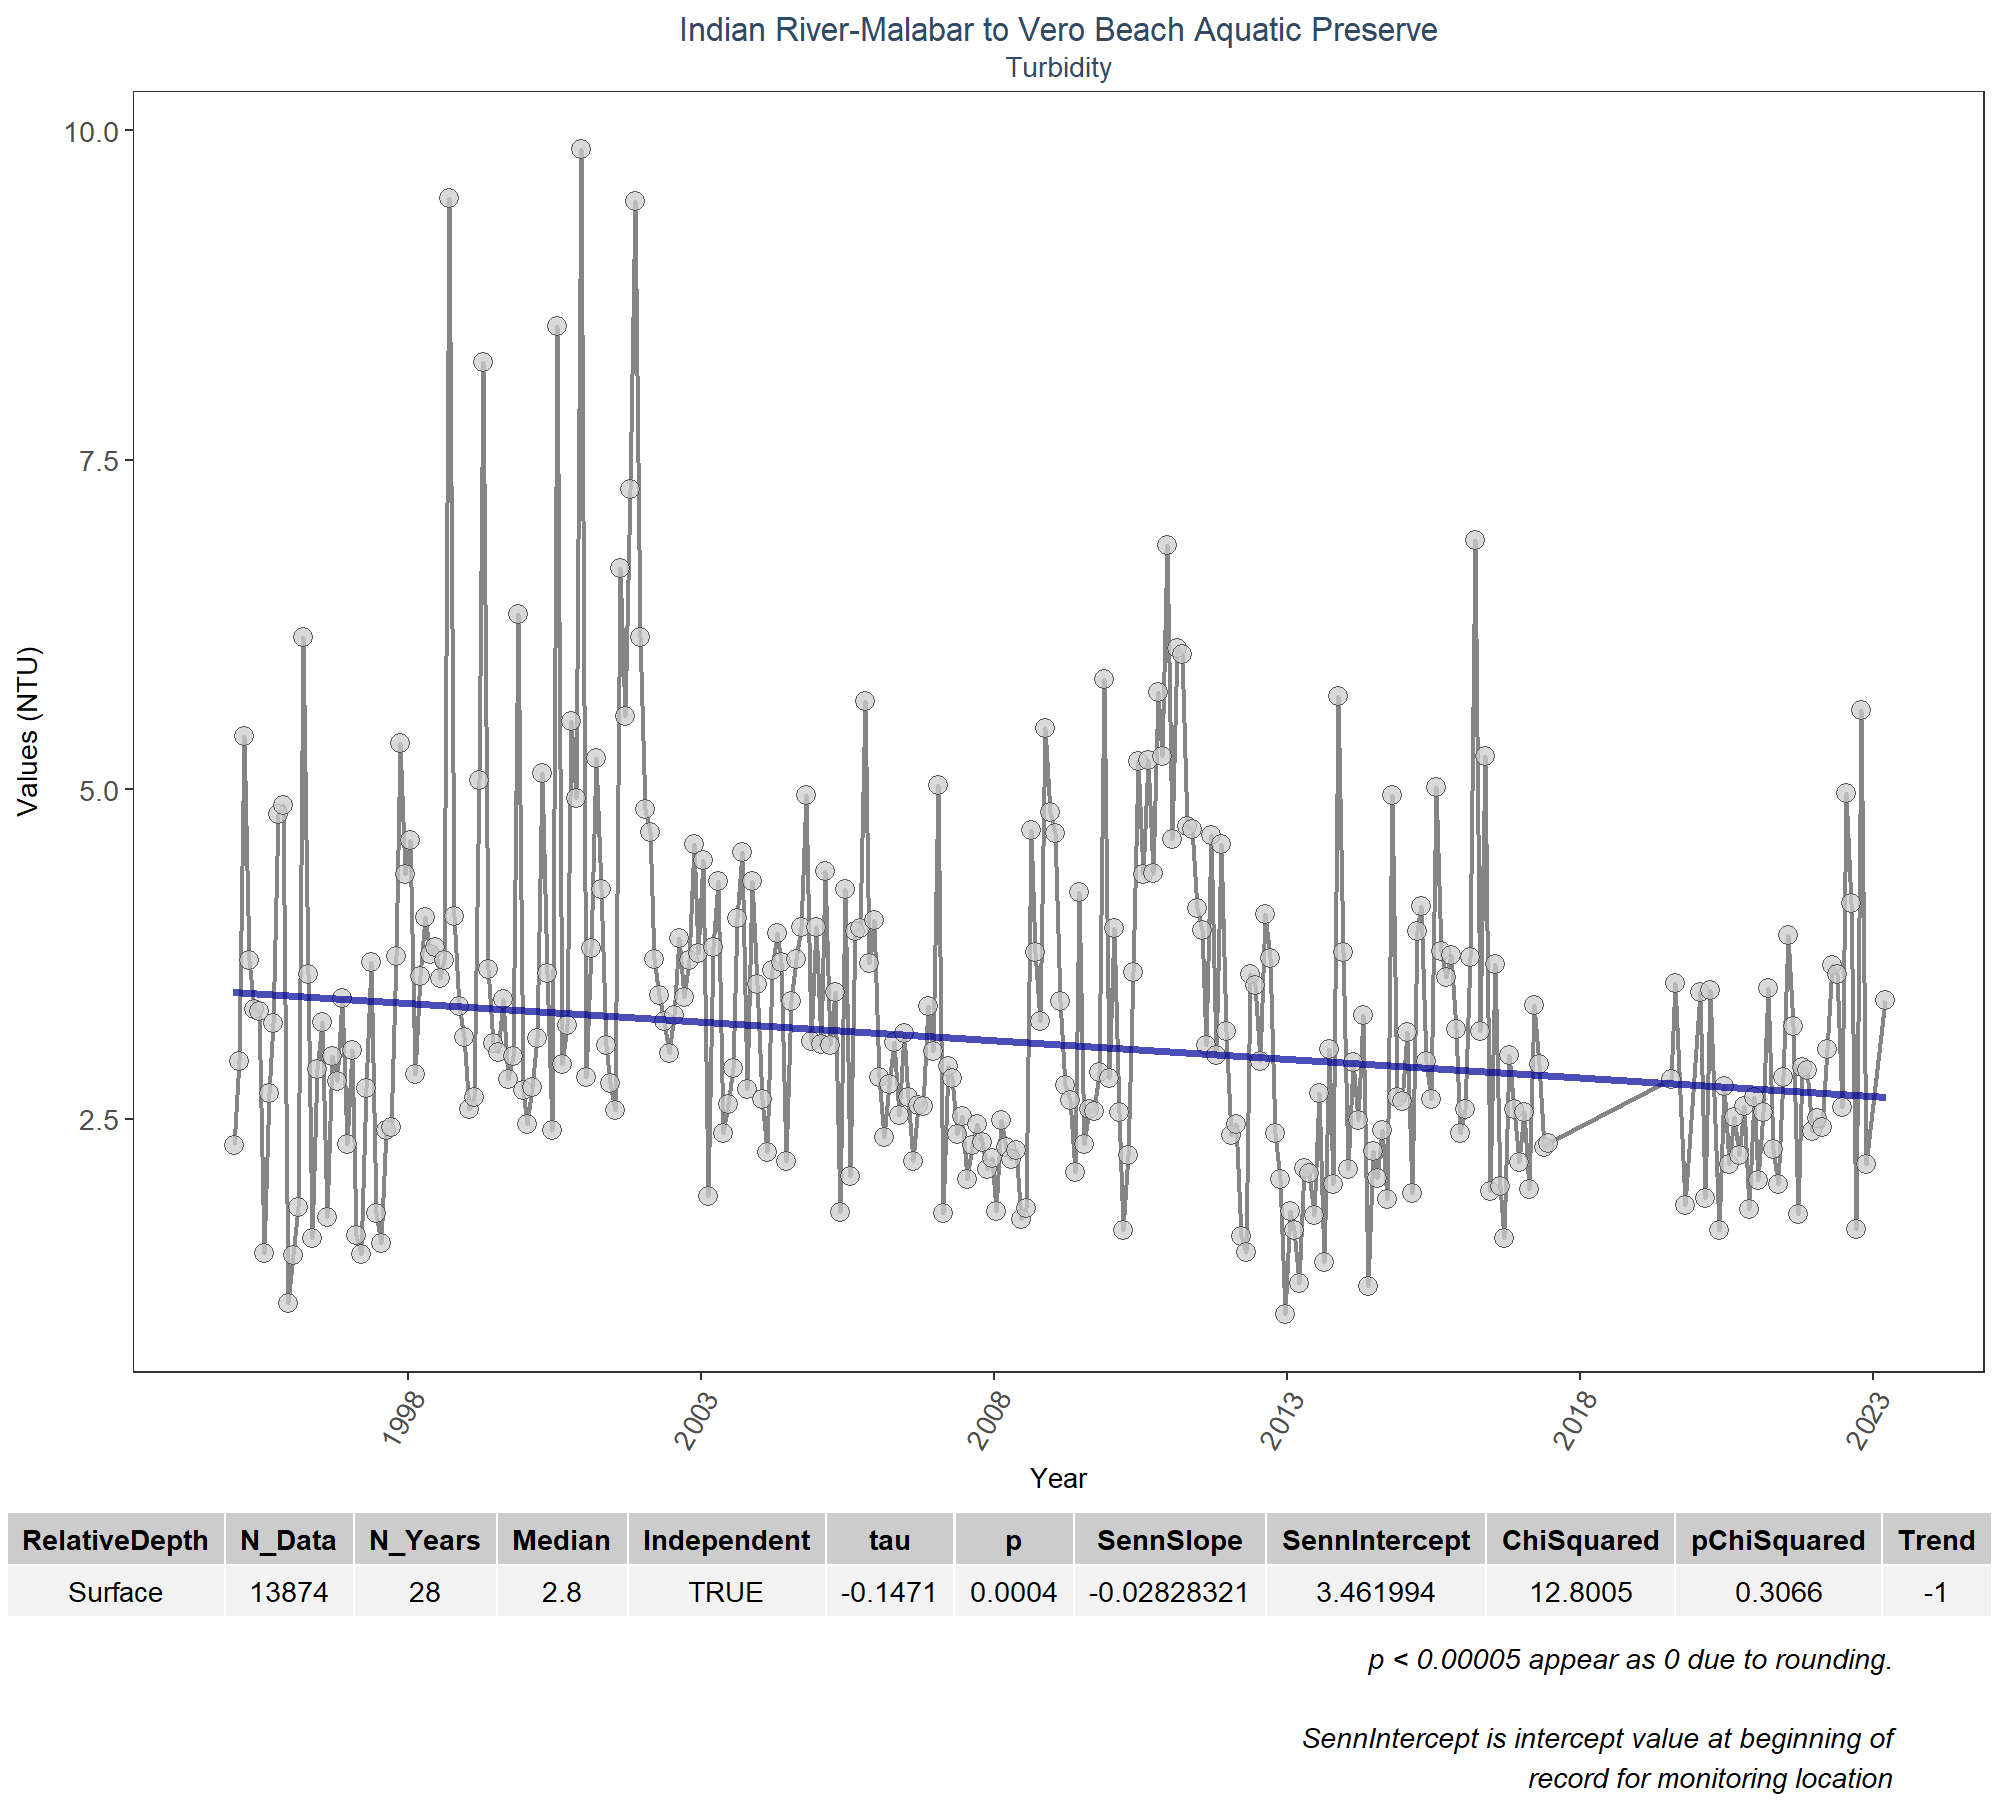 Indian River-Malabar to Vero Beach Aquatic Preserve
Turbidity
10.0
7.5
5.0
2.5
Values (NTU)
1998 2003 2008 2013 2018 2023
Year
RelativeDepth N_Data N_Years Median Independent tau p SennSlope SennIntercept ChiSquared pChiSquared Trend
Surface 13874 28 2.8 TRUE -0.1471 0.0004 -0.02828321 3.461994 12.8005 0.3066 -1
p < 0.00005 appear as 0 due to rounding.
SennIntercept is intercept value at beginning of
record for monitoring location